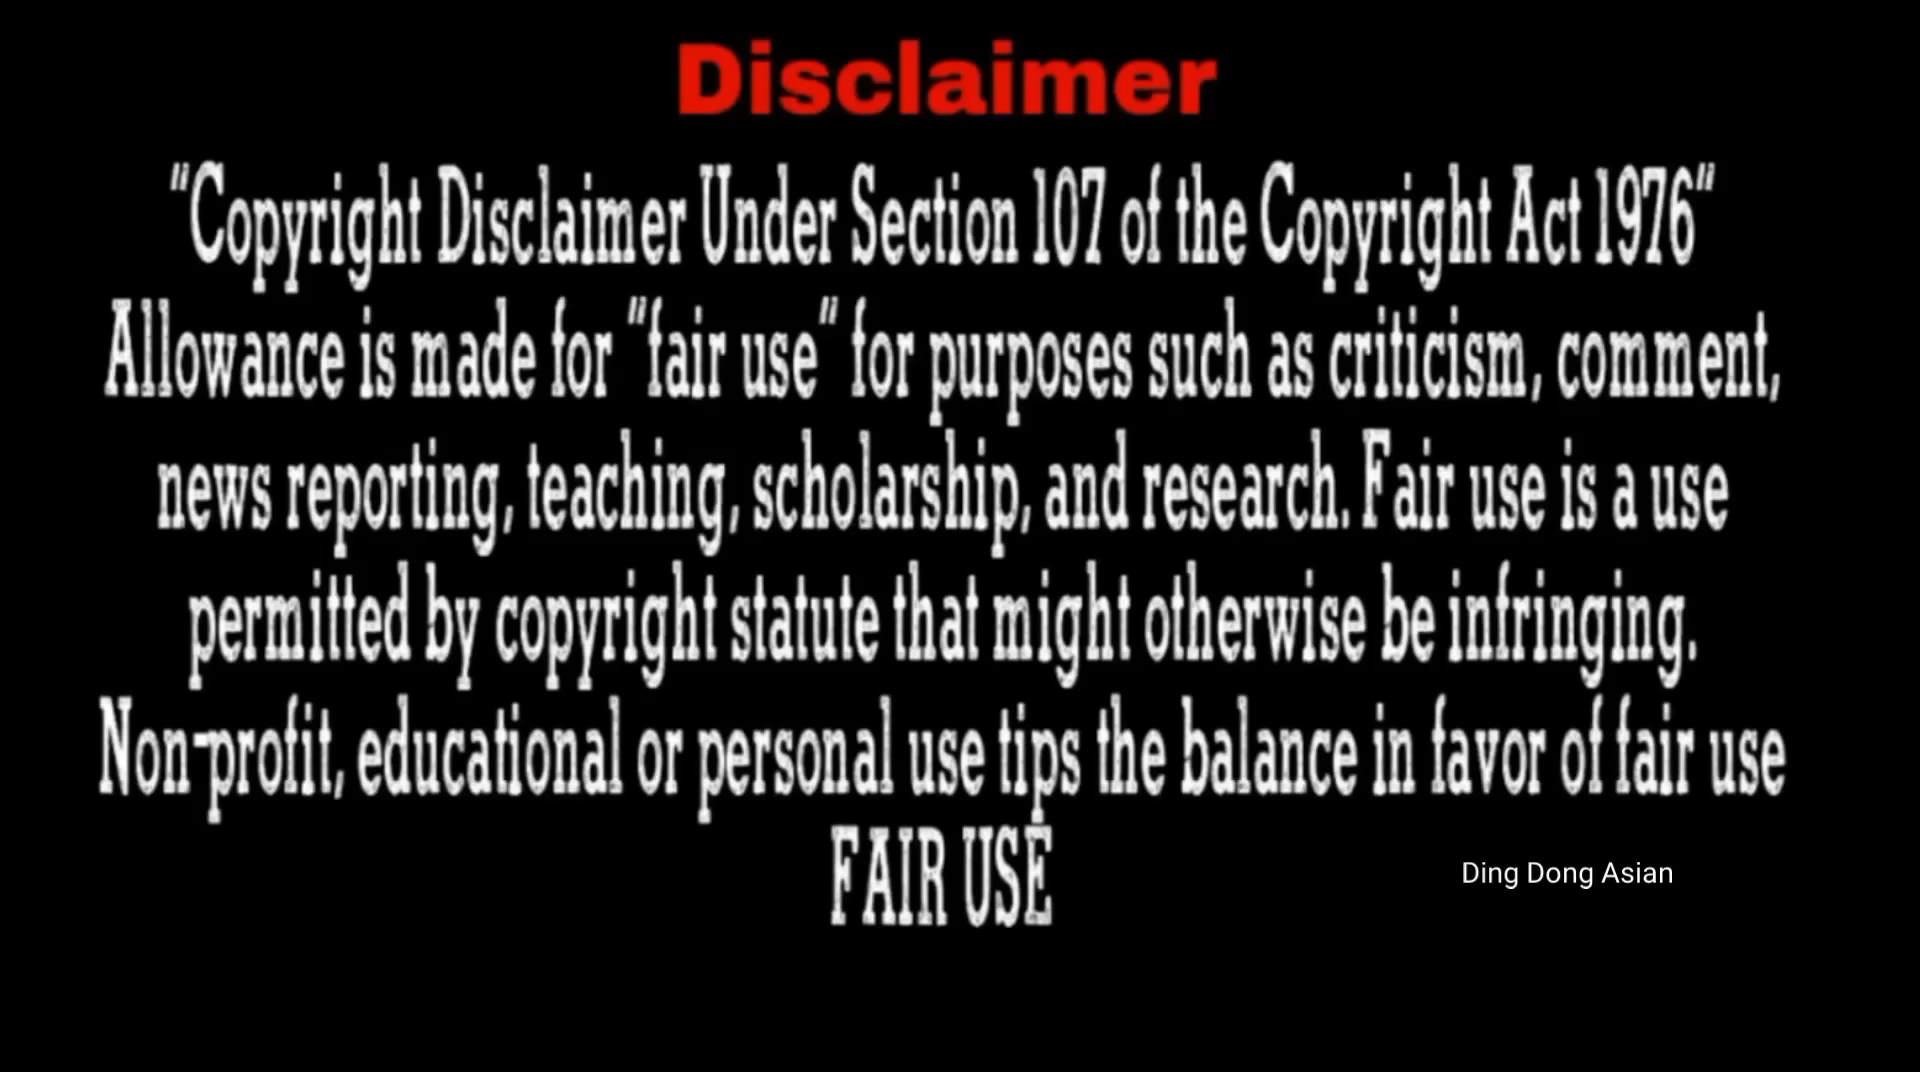 Disclaimer
"Copyright Disclaimer Under Section 107 of the Copyright Act 1976"
Allowance is made for "fair use" for purposes such as criticism, comment,
news reporting, teaching, scholarship, and research. Fair use is a use
permitted by copyright statute that might otherwise be infringing.
Non-profit, educational or personal use tips the balance in favor of fair use
FAIR USE
Ding Dong Asian